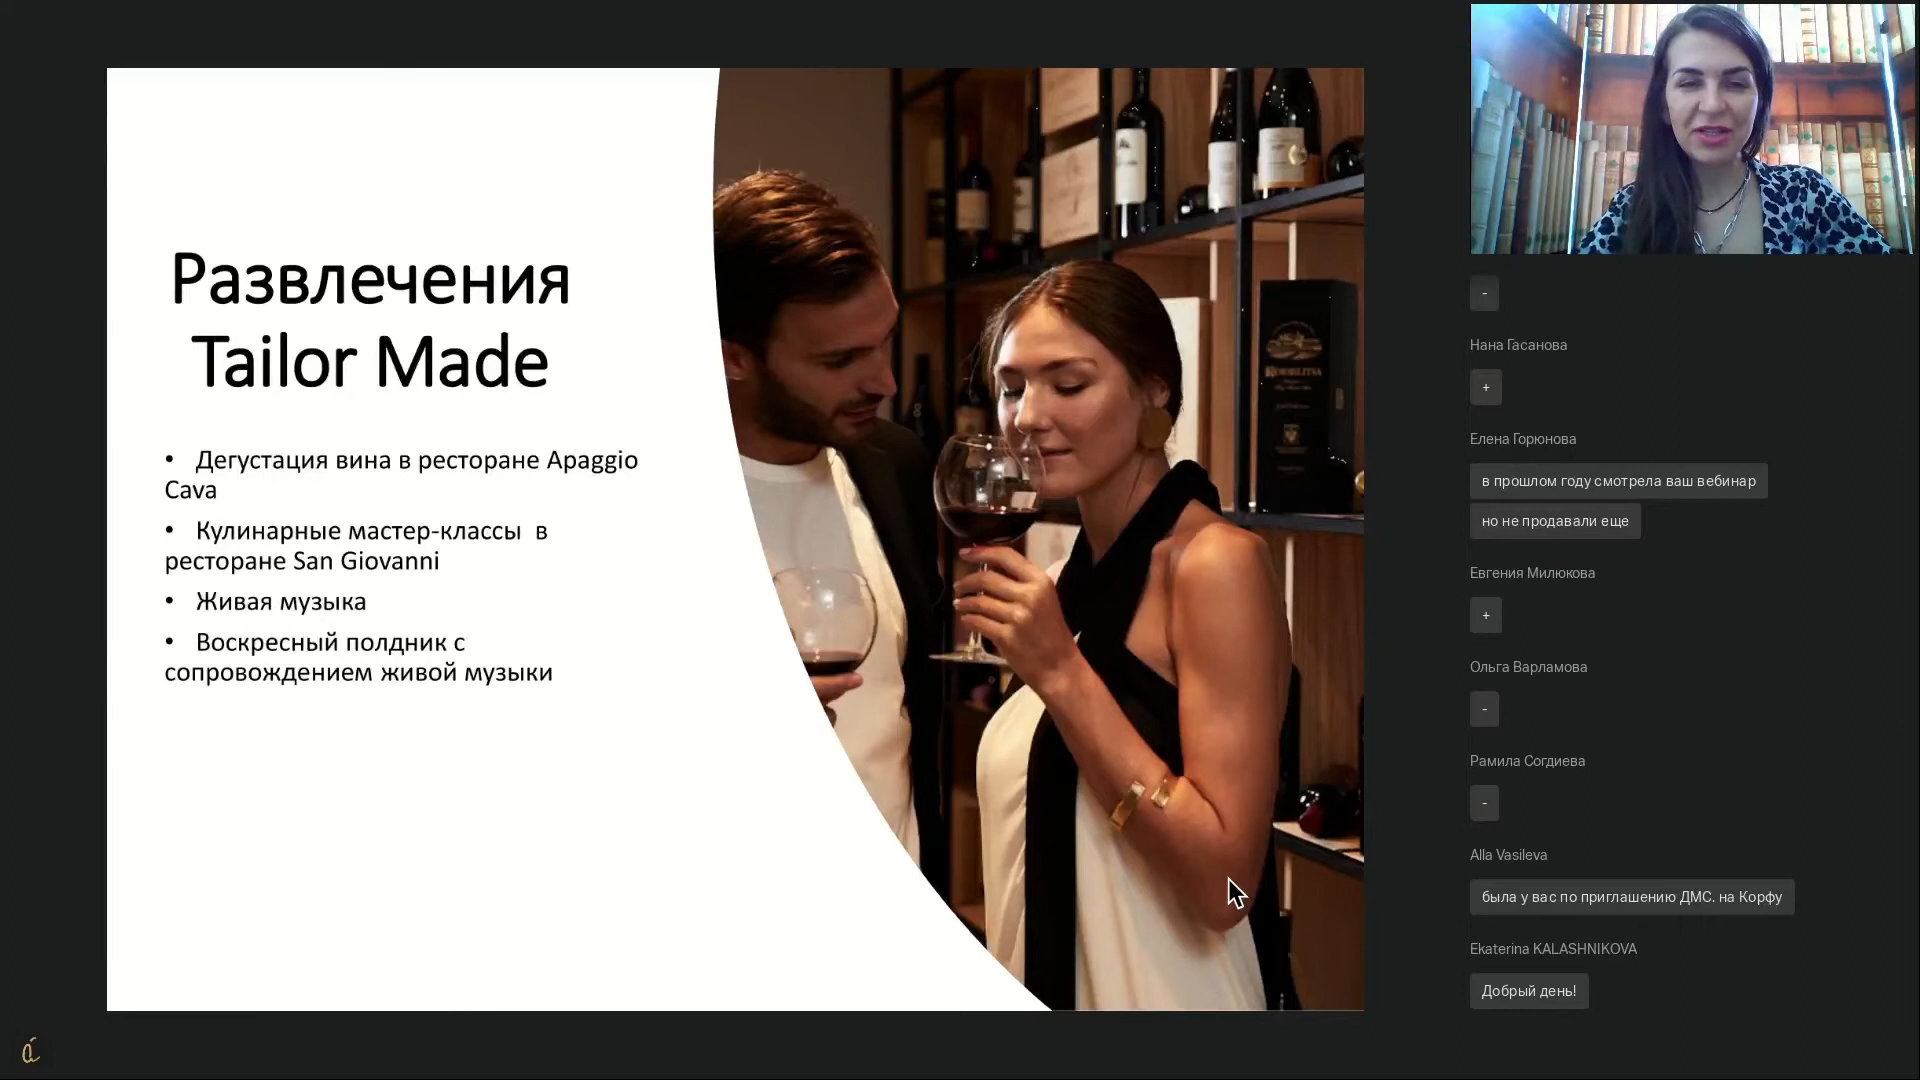 Развлечения
Tailor Made
• Дегустация вина в ресторане Apaggio
Cava
• Кулинарные мастер-классы в
ресторане San Giovanni
• Живая музыка
• Воскресный полдник с
сопровождением живой музыки
-
Нана Гасанова
+
Елена Горюнова
в прошлом году смотрела ваш вебинар
но не продавали еще
Евгения Милюкова
+
Ольга Варламова
-
Рамила Согдиева
-
Alla Vasileva
была у вас по приглашению ДМС. на Корфу
Ekaterina KALASHNIKOVA
Добрый день!
á